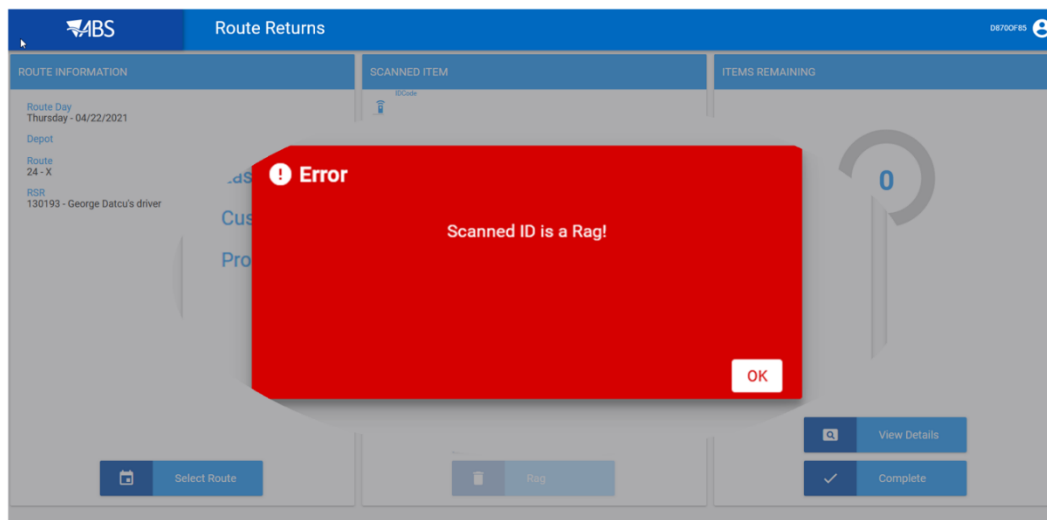 ABS
Route Returns
D8700F85
ROUTE INFORMATION
SCANNED ITEM
ITEMS REMAINING
Route Day
Thursday - 04/22/2021
Depot
Route
24 - X
RSR
130193 - George Datcu's driver
IDCode
Cus
Pro
Error
Scanned ID is a Rag!
OK
0
Select Route
Rag
View Details
Complete